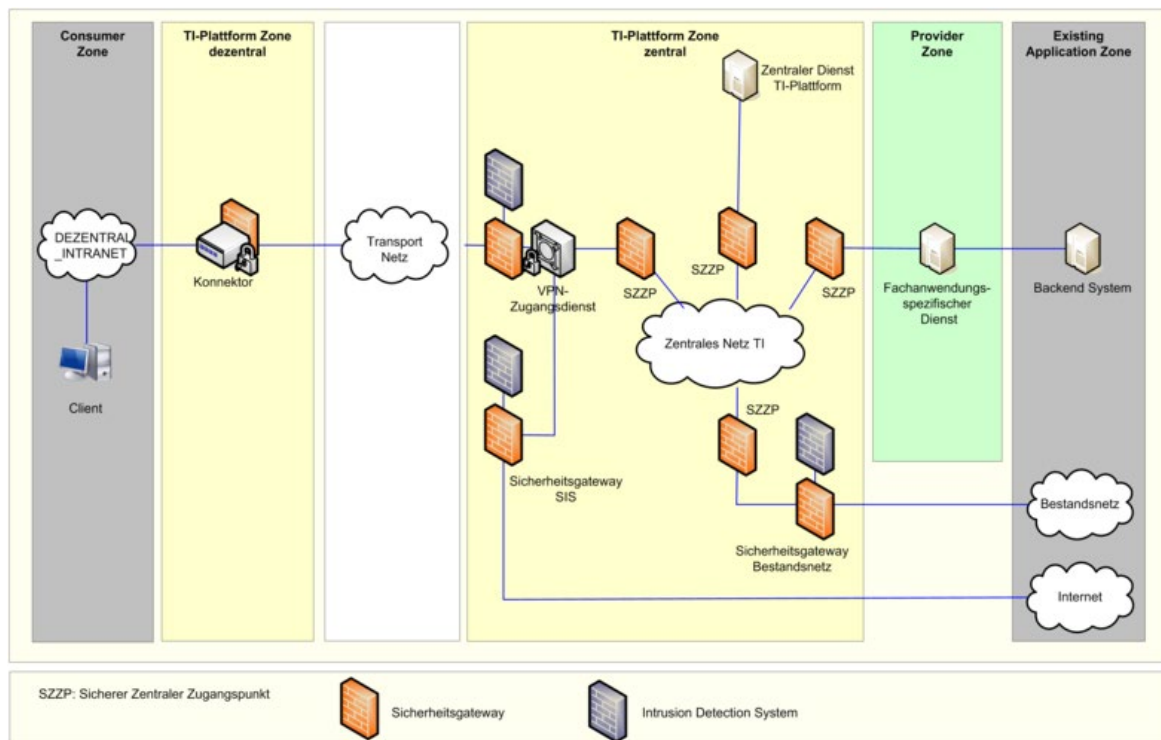 Consumer
Zone
TI-Plattform Zone
dezentral
TI-Plattform Zone
zentral
Provider
Zone
Existing
Application Zone
Zentraler Dienst
TI-Plattform
DEZENTRAL
_INTRANET
Konnektor
Transport
Netz
VPN-
Zugangsdienst
SZZP
SZZP
SZZP
Fachanwendungs-
spezifischer
Dienst
Backend System
Zentrales Netz TI
Client
SZZP
Sicherheitsgateway
SIS
Sicherheitsgateway
Bestandsnetz
Bestandsnetz
Internet
SZZP: Sicherer Zentraler Zugangspunkt
Sicherheitsgateway
Intrusion Detection System